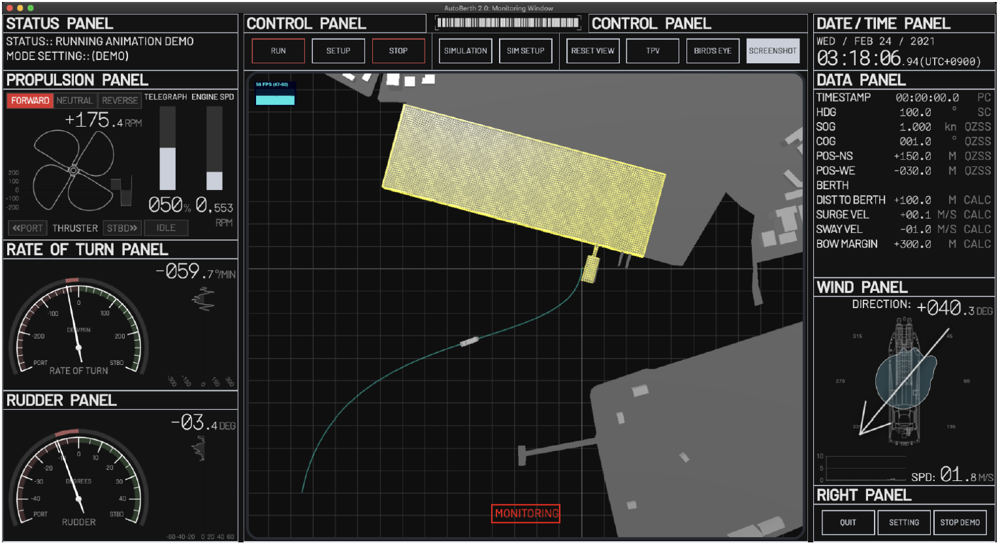 AutoBerth 2.0: Monitoring Window
STATUS PANEL
STATUS:: RUNNING ANIMATION DEMO
MODE SETTING:: (DEMO)
PROPULSION PANEL
FORWARD NEUTRAL REVERSE TELEGRAPH ENGINE SPD
+175.4 RPM
200
100
0
-100
-200
050% 0,553
RPM
«PORT THRUSTER STBD» IDLE
RATE OF TURN PANEL
-059.7°/MIN
-200 -100 0 100 200
DEG/MIN
PORT STBD
RATE OF TURN
-300 -150 0 150 300
RUDDER PANEL
-03.4 DEG
-40 -30 -20 -10 0 10 20 30 40
DEGREES
PORT STBD
RUDDER
-60-40-20 0 20 40 60
CONTROL PANEL CONTROL PANEL
RUN SETUP STOP SIMULATION SIM SETUP RESET VIEW TPV BIRD'S EYE SCREENSHOT
58 FPS (47-60)
MONITORING
DATE/TIME PANEL
WED / FEB 24 / 2021
03:18:06.94(UTC+0900)
DATA PANEL
TIMESTAMP 00:00:00.0 PC
HDG 100.0 ° SC
SOG 1.000 kn QZSS
COG 001.0 ° QZSS
POS-NS +150.0 M QZSS
POS-WE -030.0 M QZSS
BERTH
DIST TO BERTH +100.0 M CALC
SURGE VEL +00.1 M/S CALC
SWAY VEL -01.0 M/S CALC
BOW MARGIN +300.0 M CALC
WIND PANEL
DIRECTION: +040.3 DEG
0
315 45
270 90
135
180
10
5
0
SPD: 01.8 M/S
RIGHT PANEL
QUIT SETTING STOP DEMO